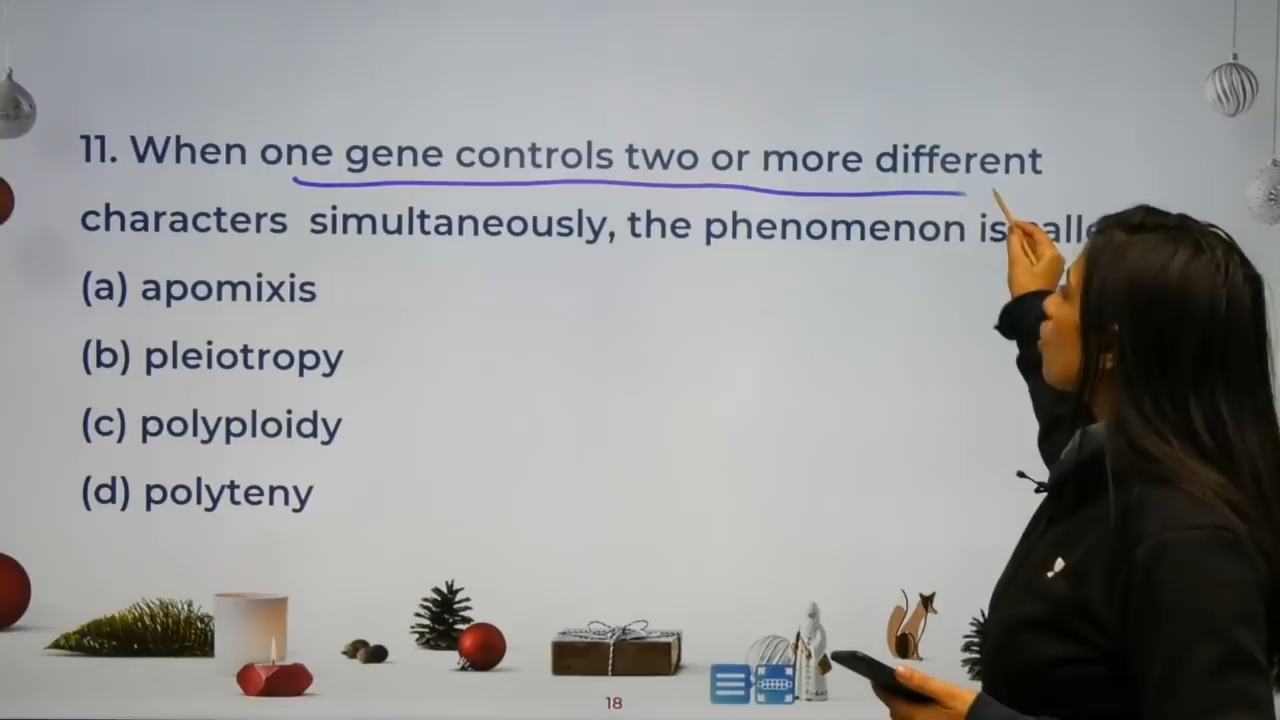 11. When one gene controls two or more different
characters simultaneously, the phenomenon is
(a) apomixis
(b) pleiotropy
(c) polyploidy
(d) polyteny
18